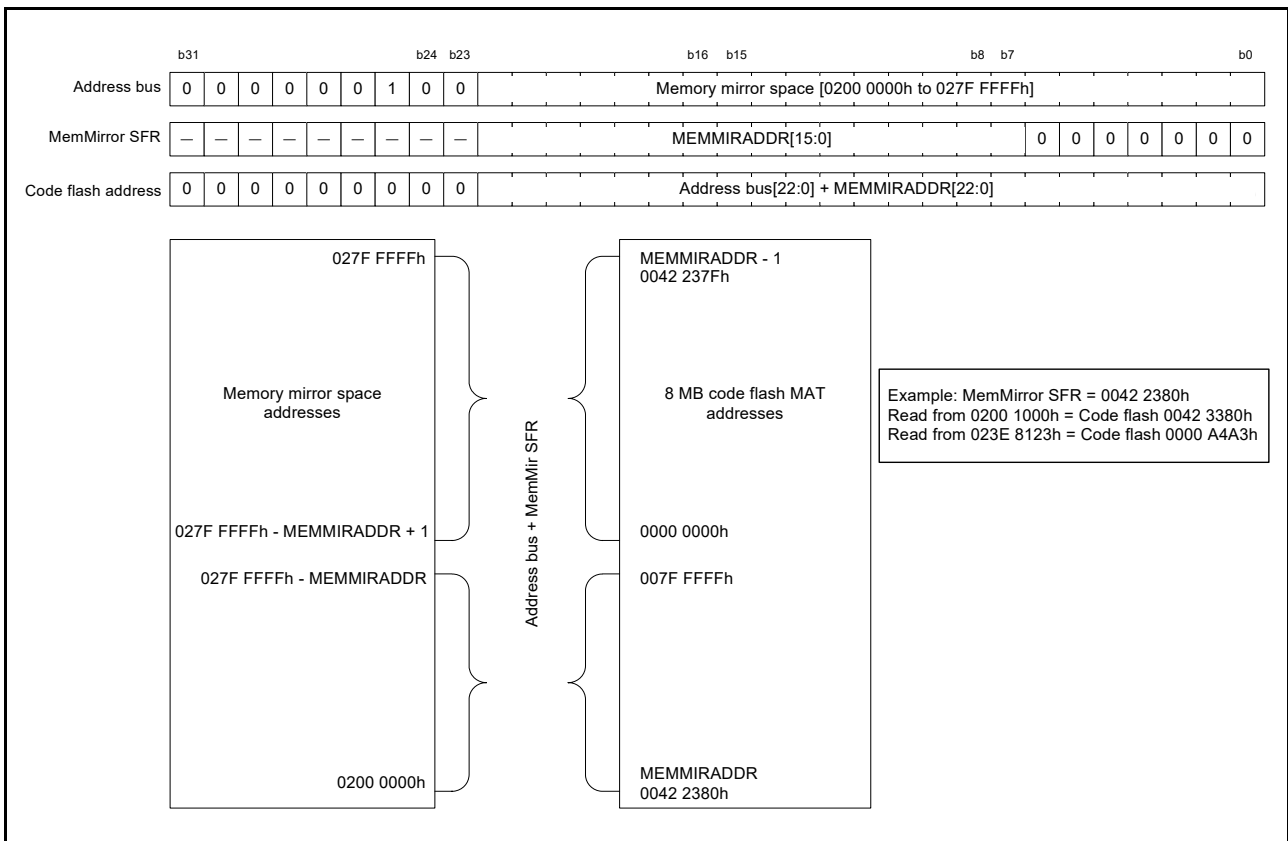 b31 b24 b23 b16 b15 b8 b7 b0
Address bus 0 0 0 0 0 0 1 0 0 Memory mirror space [0200 0000h to 027F FFFFh]
MemMirror SFR — — — — — — — — — MEMMIRADDR[15:0] 0 0 0 0 0 0 0
Code flash address 0 0 0 0 0 0 0 0 0 Address bus[22:0] + MEMMIRADDR[22:0]
027F FFFFh
Memory mirror space
addresses
027F FFFFh - MEMMIRADDR + 1
027F FFFFh - MEMMIRADDR
0200 0000h
Address bus + MemMir SFR
MEMMIRADDR - 1
0042 237Fh
8 MB code flash MAT
addresses
0000 0000h
007F FFFFh
MEMMIRADDR
0042 2380h
Example: MemMirror SFR = 0042 2380h
Read from 0200 1000h = Code flash 0042 3380h
Read from 023E 8123h = Code flash 0000 A4A3h